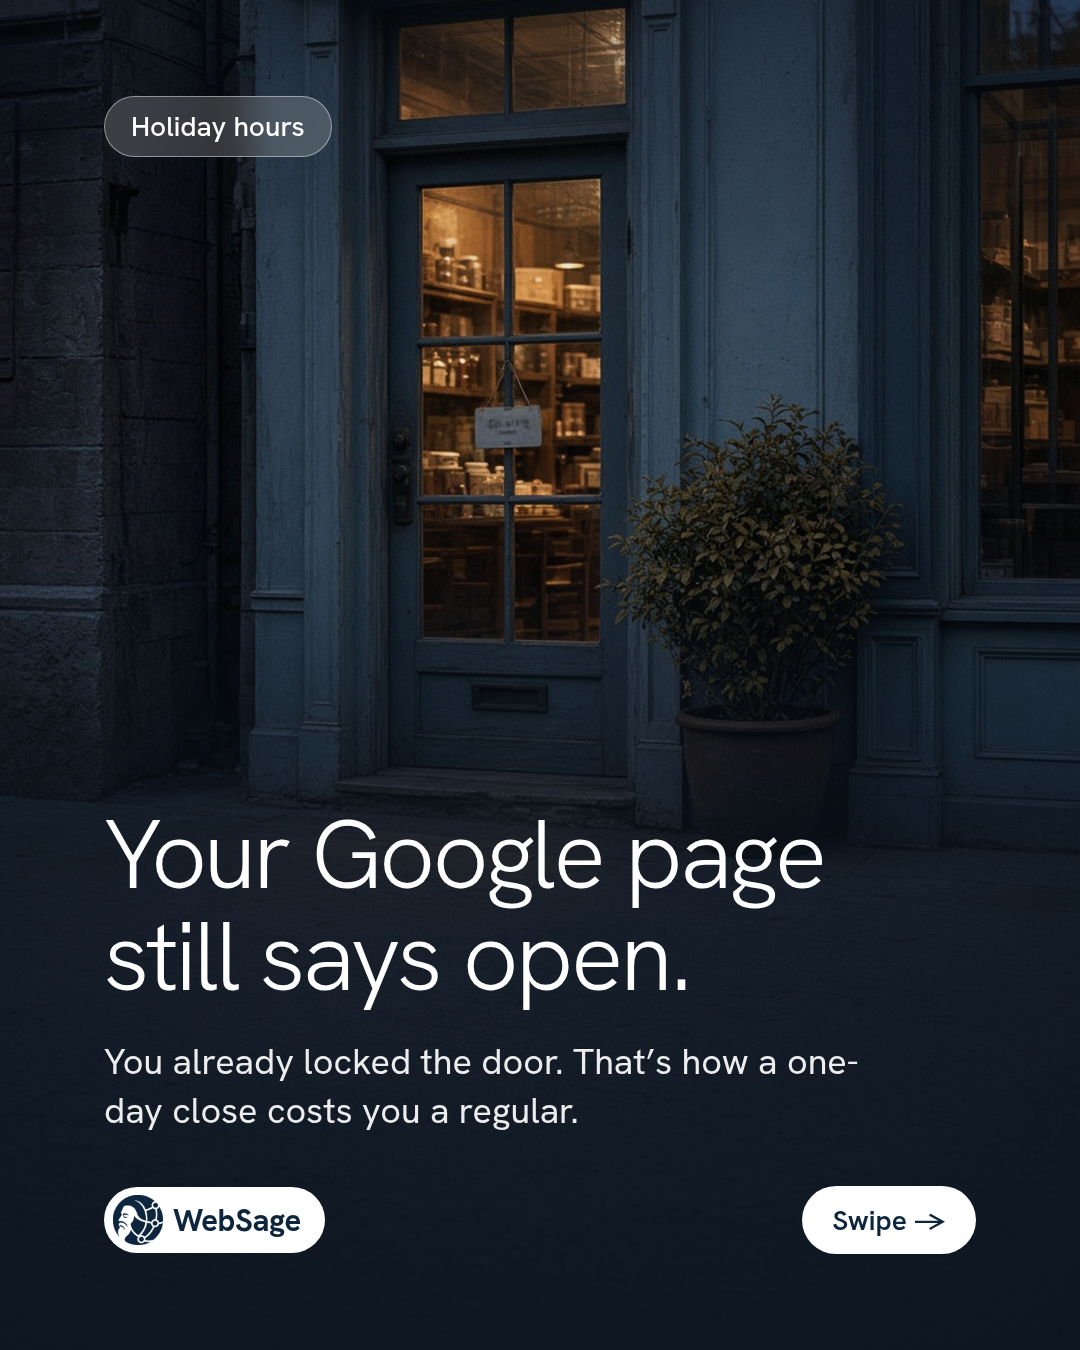 Holiday hours
Your Google page
still says open.
You already locked the door. That’s how a one-
day close costs you a regular.
WebSage
Swipe →